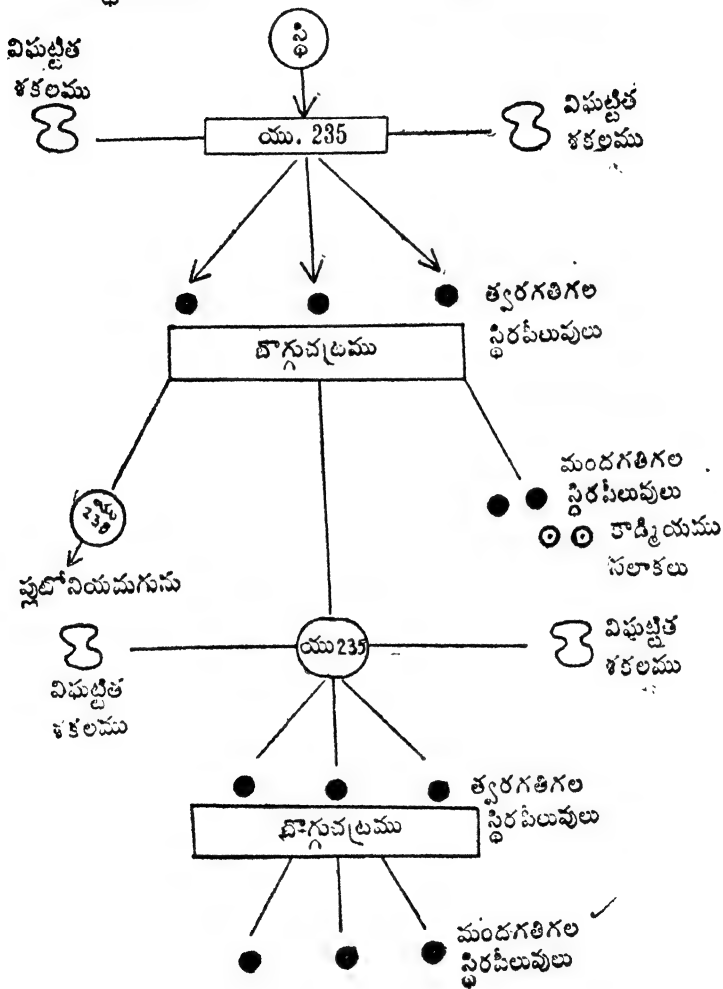 స్థి
విఘట్టిత
శకలము
యు. 235
విఘట్టిత
శకలము
త్వరగతిగల
స్థిరపీలువులు
బొగ్గుచట్రము
మందగతిగల
స్థిరపీలువులు
కాడ్మియము
సలాకలు
యు
238
ప్లుటోనియమగును
యు 235
విఘట్టిత
శకలము
విఘట్టిత
శకలము
త్వరగతిగల
స్థిరపీలువులు
బొగ్గుచట్రము
మందగతిగల
స్థిరపీలువులు